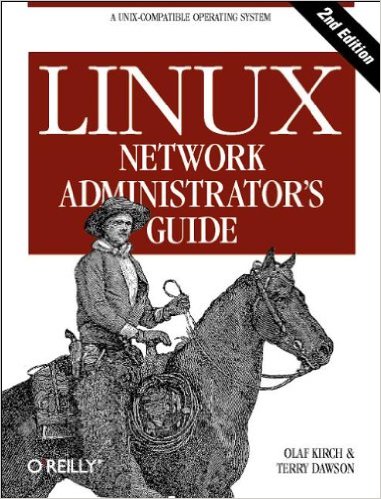 A UNIX-COMPATIBLE OPERATING SYSTEM
2nd Edition
LINUX
NETWORK
ADMINISTRATOR'S
GUIDE
OLAF KIRCH &
TERRY DAWSON
O'REILLY®